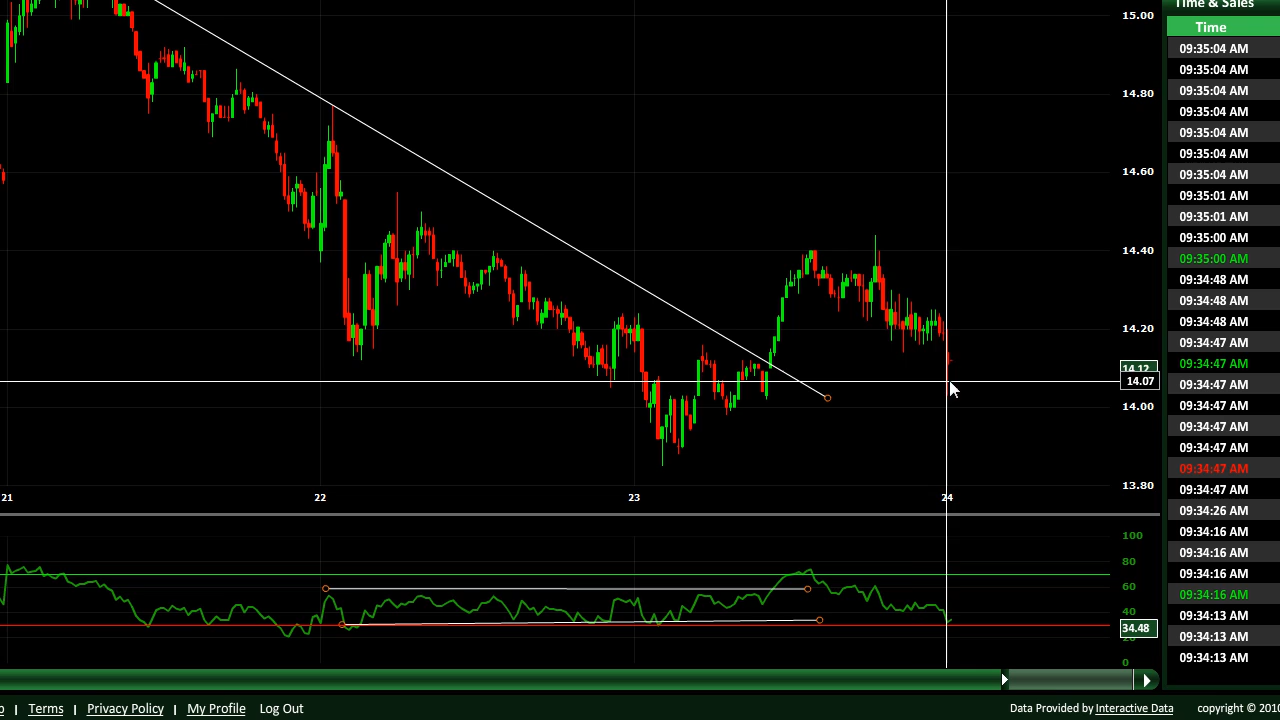 Time & Sales
Time
09:35:04 AM
09:35:04 AM
09:35:04 AM
09:35:04 AM
09:35:04 AM
09:35:04 AM
09:35:04 AM
09:35:01 AM
09:35:01 AM
09:35:00 AM
09:35:00 AM
09:34:48 AM
09:34:48 AM
09:34:48 AM
09:34:47 AM
09:34:47 AM
09:34:47 AM
09:34:47 AM
09:34:47 AM
09:34:47 AM
09:34:47 AM
09:34:47 AM
09:34:26 AM
09:34:16 AM
09:34:16 AM
09:34:16 AM
09:34:16 AM
09:34:13 AM
09:34:13 AM
09:34:13 AM
15.00
14.80
14.60
14.40
14.20
14.12
14.07
14.00
13.80
21 22 23 24
100
80
60
40
34.48
20
0
p | Terms | Privacy Policy | My Profile Log Out
Data Provided by Interactive Data copyright © 2010